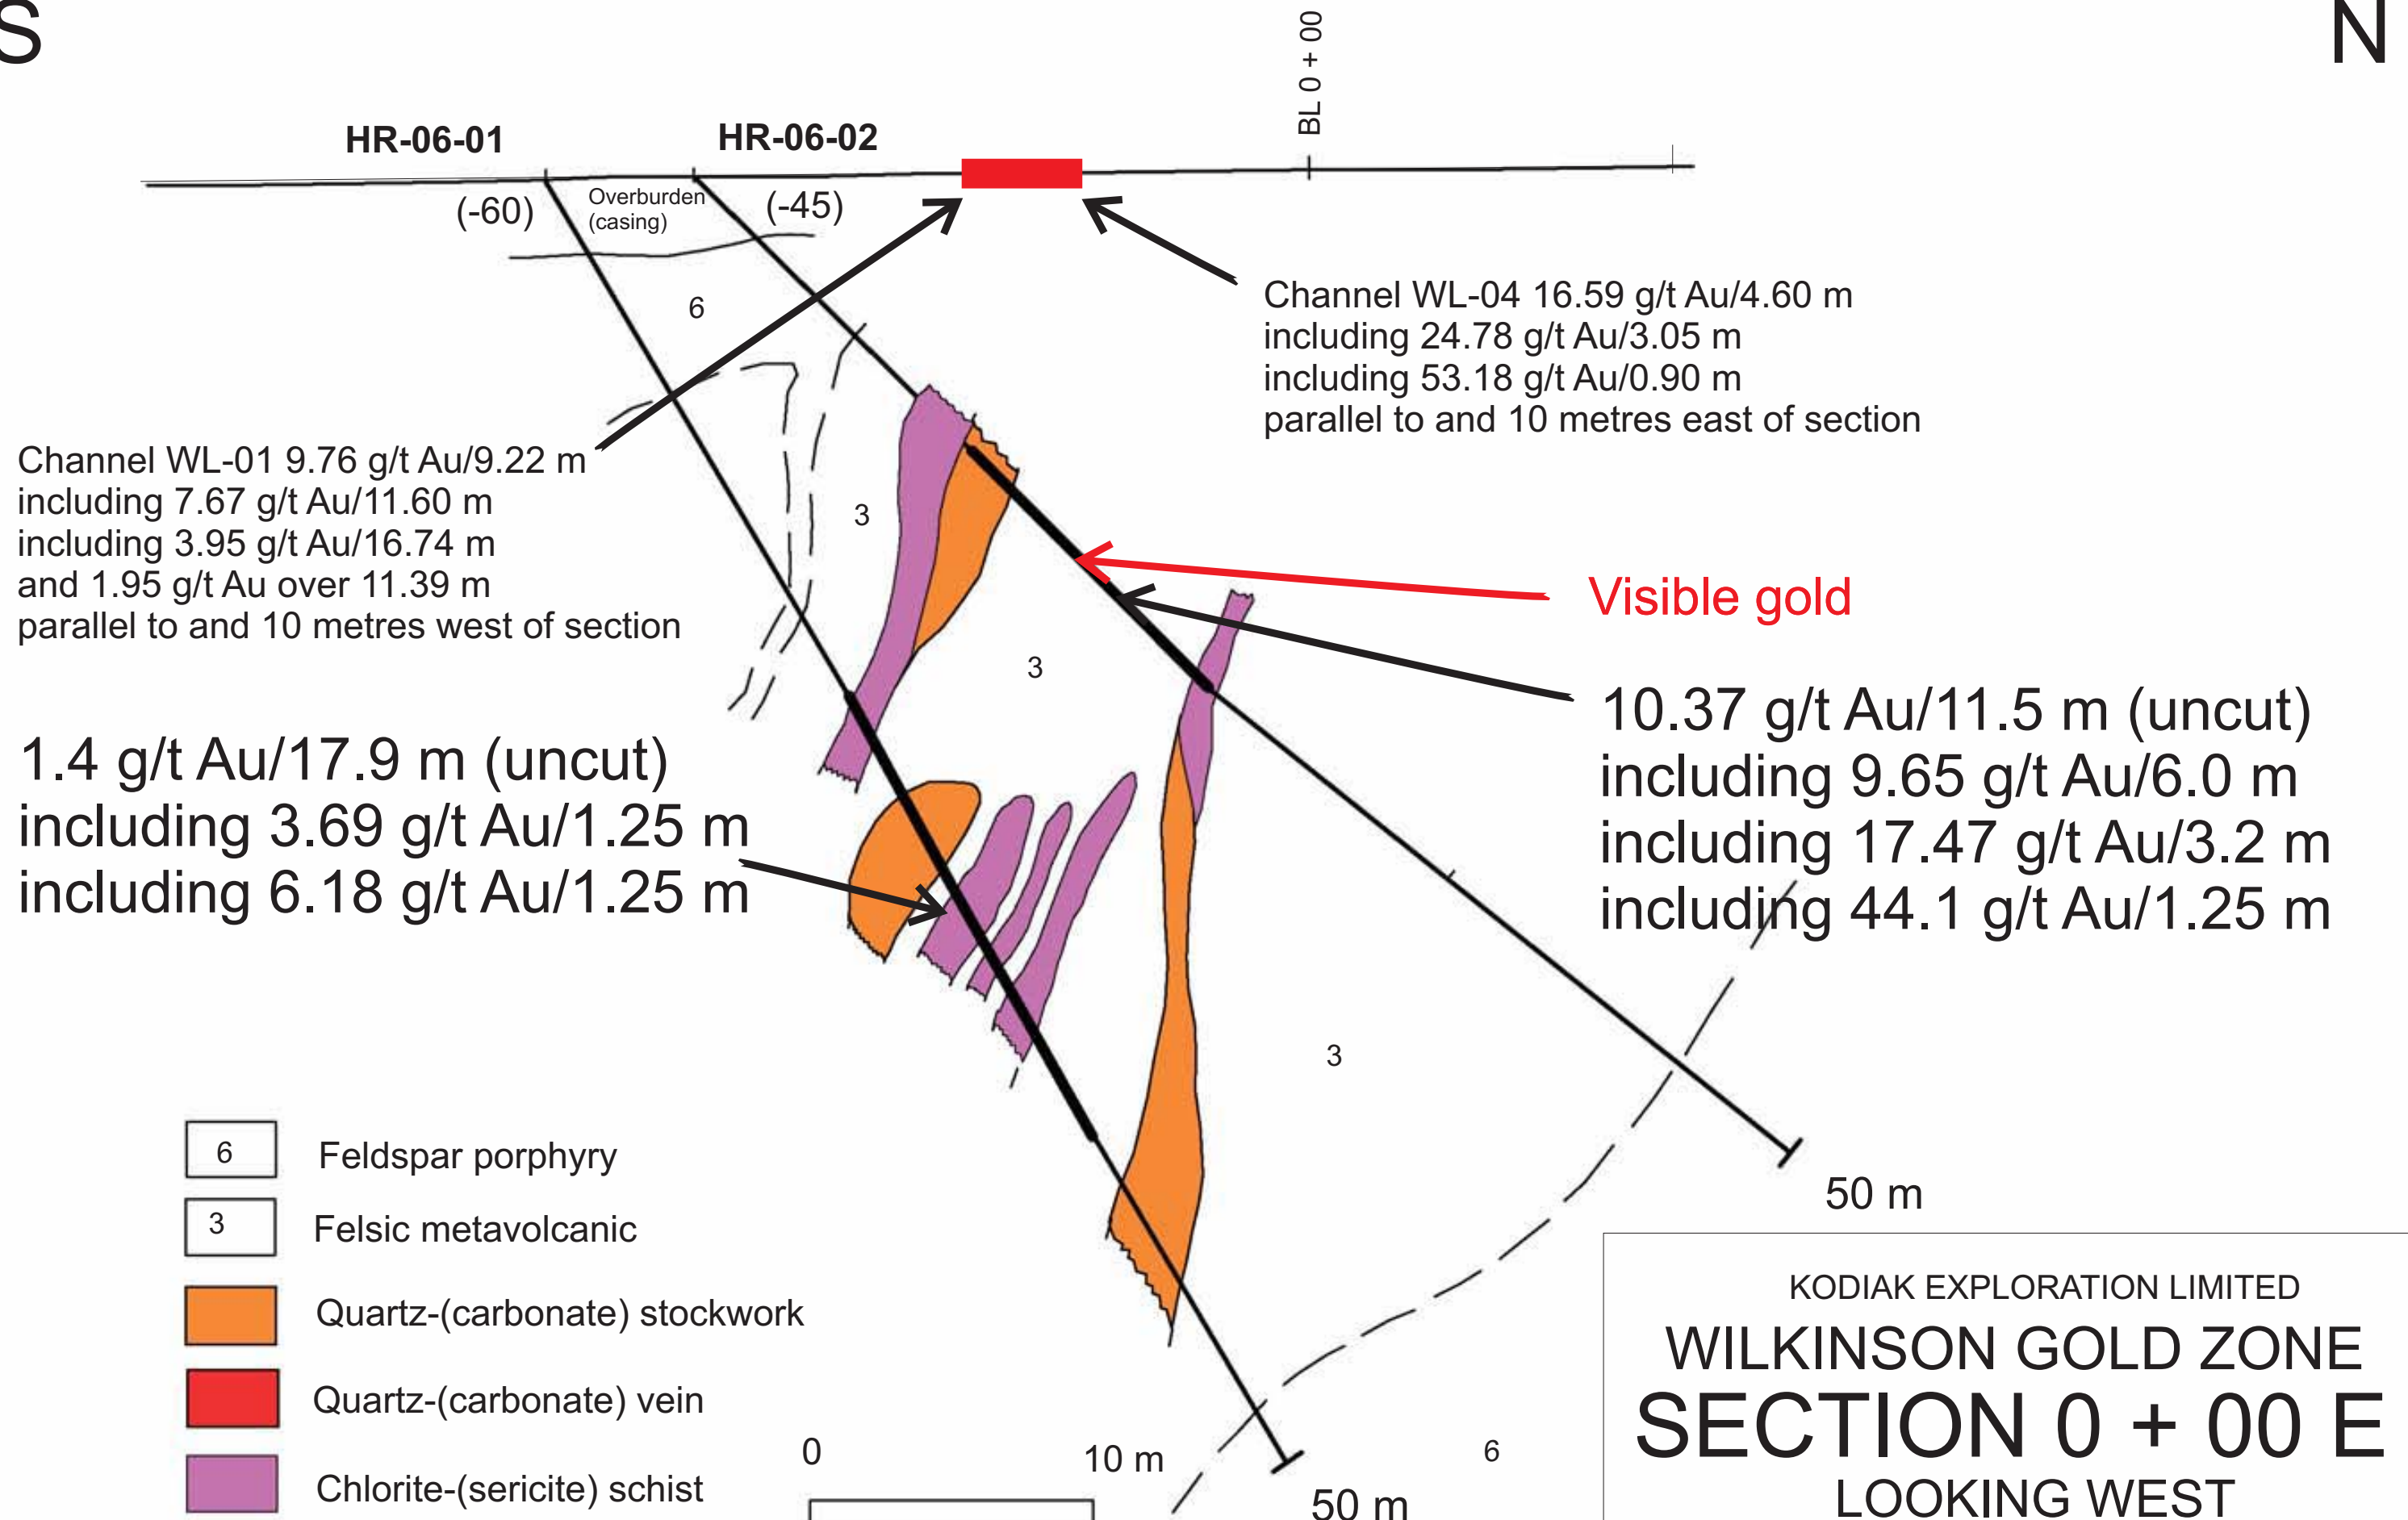 S
N
BL 0 + 00
HR-06-01
HR-06-02
(-60)
Overburden
(casing)
(-45)
6
Channel WL-04 16.59 g/t Au/4.60 m
including 24.78 g/t Au/3.05 m
including 53.18 g/t Au/0.90 m
parallel to and 10 metres east of section
Channel WL-01 9.76 g/t Au/9.22 m
including 7.67 g/t Au/11.60 m
including 3.95 g/t Au/16.74 m
and 1.95 g/t Au over 11.39 m
parallel to and 10 metres west of section
3
Visible gold
3
10.37 g/t Au/11.5 m (uncut)
including 9.65 g/t Au/6.0 m
including 17.47 g/t Au/3.2 m
including 44.1 g/t Au/1.25 m
1.4 g/t Au/17.9 m (uncut)
including 3.69 g/t Au/1.25 m
including 6.18 g/t Au/1.25 m
3
50 m
6 Feldspar porphyry
3 Felsic metavolcanic
Quartz-(carbonate) stockwork
Quartz-(carbonate) vein
Chlorite-(sericite) schist
0
10 m
6
50 m
KODIAK EXPLORATION LIMITED
WILKINSON GOLD ZONE
SECTION 0 + 00 E
LOOKING WEST